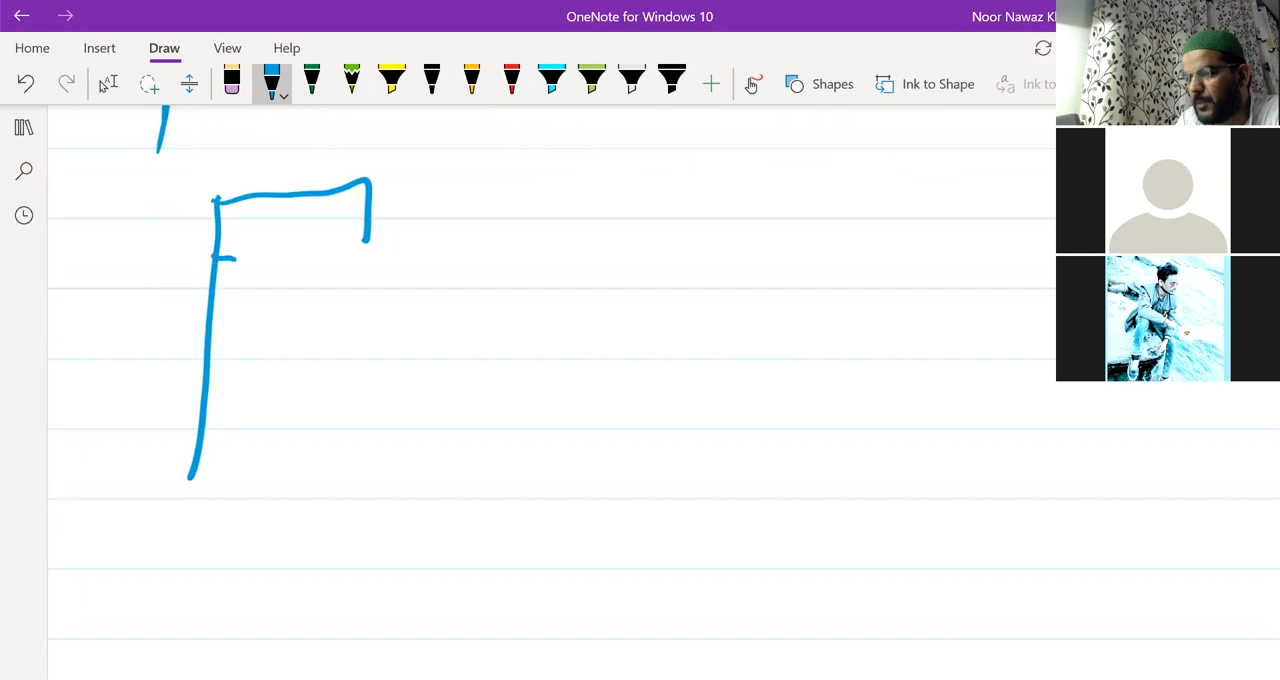 OneNote for Windows 10
Noor Nawaz
Home Insert Draw View Help
Shapes Ink to Shape Ink to